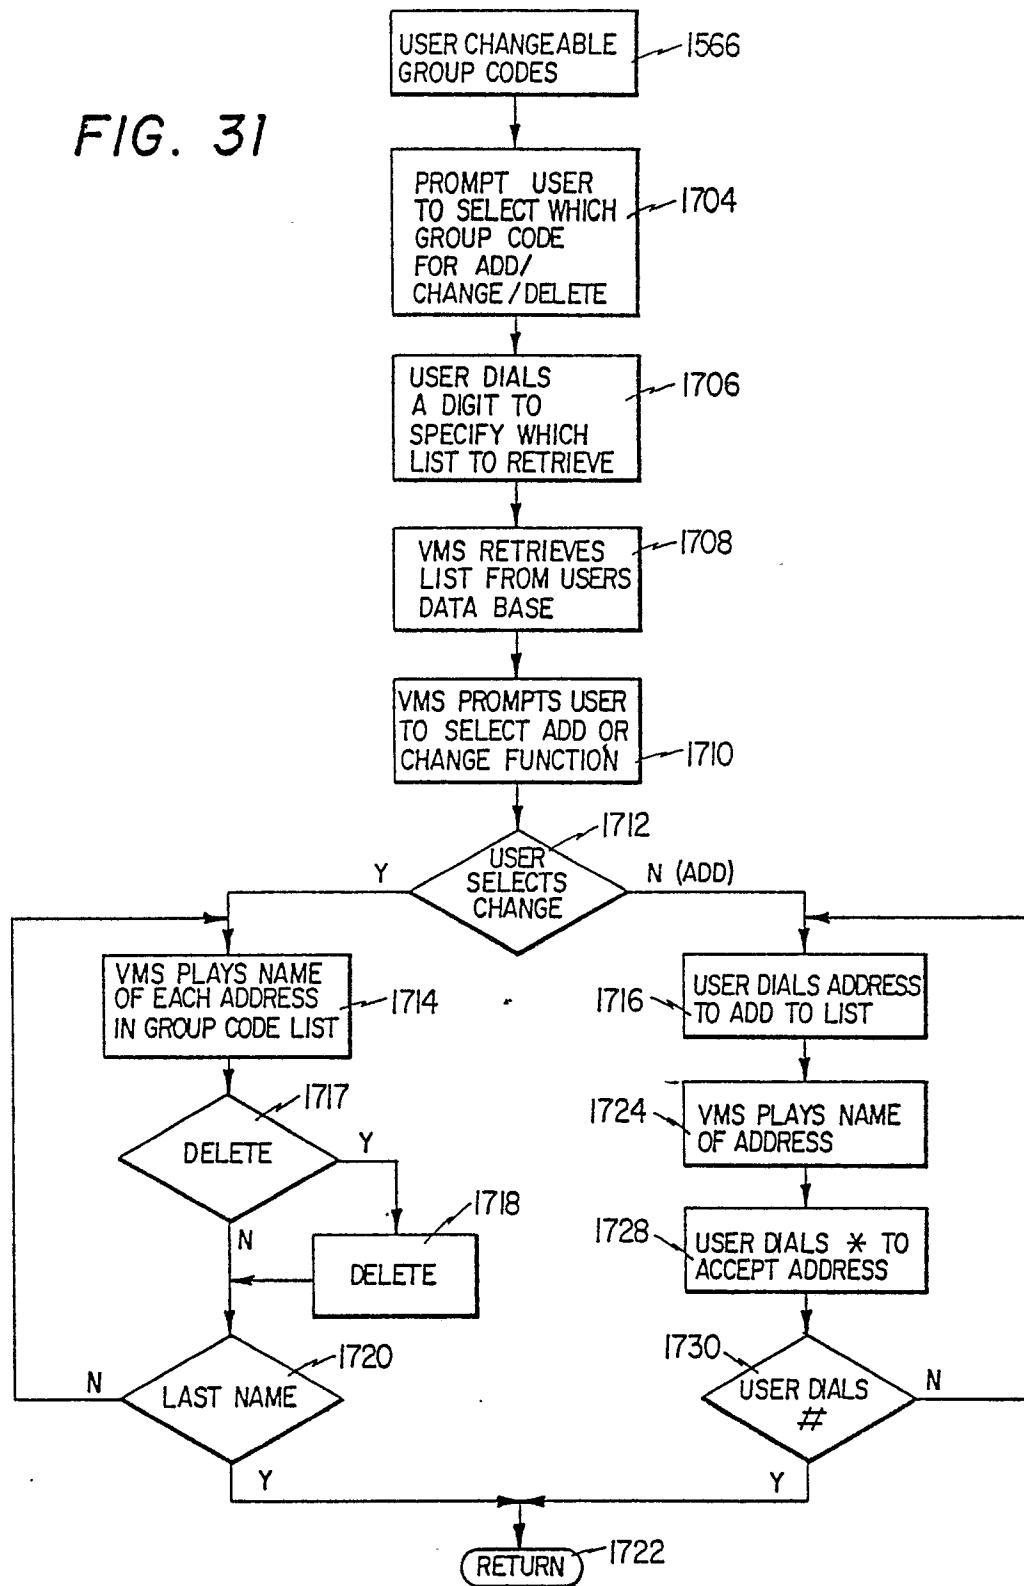 FIG. 31
USER CHANGEABLE
GROUP CODES
1566
PROMPT USER
TO SELECT WHICH
GROUP CODE
FOR ADD/
CHANGE/DELETE
1704
USER DIALS
A DIGIT TO
SPECIFY WHICH
LIST TO RETRIEVE
1706
VMS RETRIEVES
LIST FROM USERS
DATA BASE
1708
VMS PROMPTS USER
TO SELECT ADD OR
CHANGE FUNCTION
1710
1712
USER
SELECTS
CHANGE
Y
N (ADD)
VMS PLAYS NAME
OF EACH ADDRESS
IN GROUP CODE LIST
1714
1717
DELETE
Y
N
1718
DELETE
1720
LAST NAME
N
Y
1716
USER DIALS ADDRESS
TO ADD TO LIST
1724
VMS PLAYS NAME
OF ADDRESS
1728
USER DIALS * TO
ACCEPT ADDRESS
1730
USER DIALS
#
N
Y
RETURN
1722